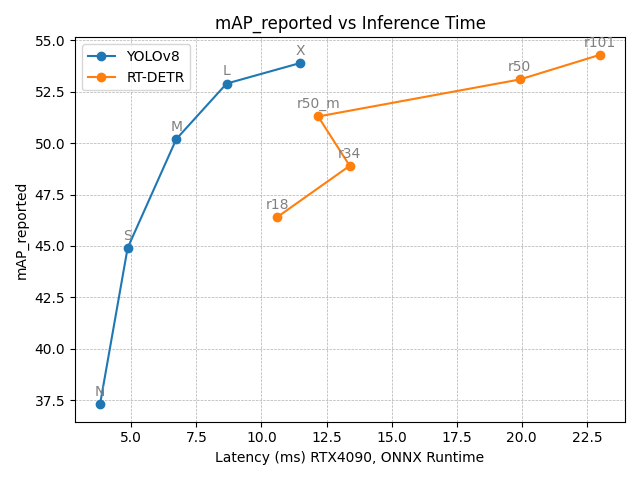 mAP_reported vs Inference Time
YOLOv8
RT-DETR
N
S
M
L
X
r18
r34
r50_m
r50
r101
mAP_reported
55.0
52.5
50.0
47.5
45.0
42.5
40.0
37.5
5.0 7.5 10.0 12.5 15.0 17.5 20.0 22.5
Latency (ms) RTX4090, ONNX Runtime